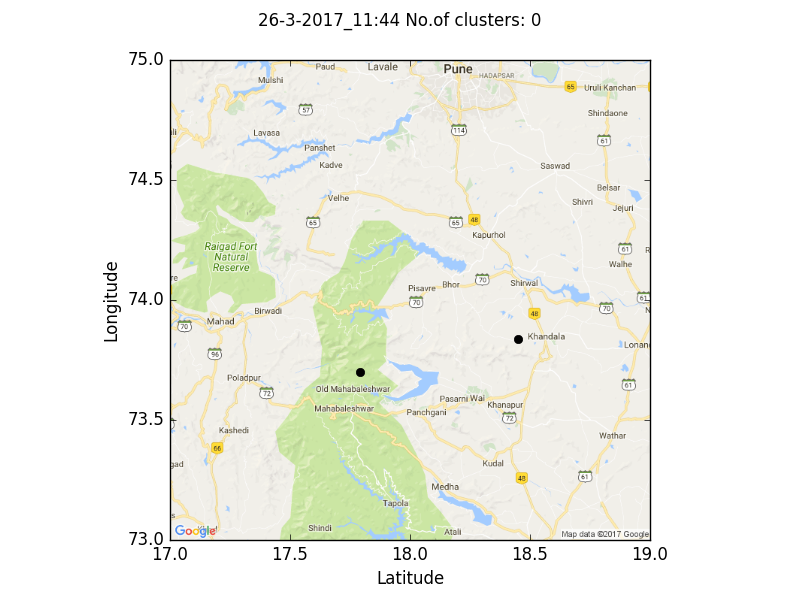 26-3-2017_11:44 No.of clusters: 0
75.0
Paud
Lavale
Pune
HADAPSAR
Mulshi
65
Uruli Kanchan
57
Shindaone
ali
Lavasa
114
61
Panshet
Kadve
Saswad
74.5
Belsar
Velhe
Shivri
Jejuri
65
65
48
Kapurhol
Raigad Fort
Natural
Reserve
61
R
Walhe
re
70
Pisavre
Bhor
Shirwal
74.0
70
61
Birwadi
70
N
48
Mahad
70
Khandala
Lonan
96
Longitude
Poladpur
61
72
Old Mahabaleshwar
Pasarni
Wai
Khanapur
Mahabaleshwar
Panchgani
72
73.5
Kashedi
Wathar
66
gad
Kudal
61
48
Medha
Tapola
s
Shindi
Atali
Google
Map data ©2017 Google
73.0
17.0
17.5
18.0
18.5
19.0
Latitude